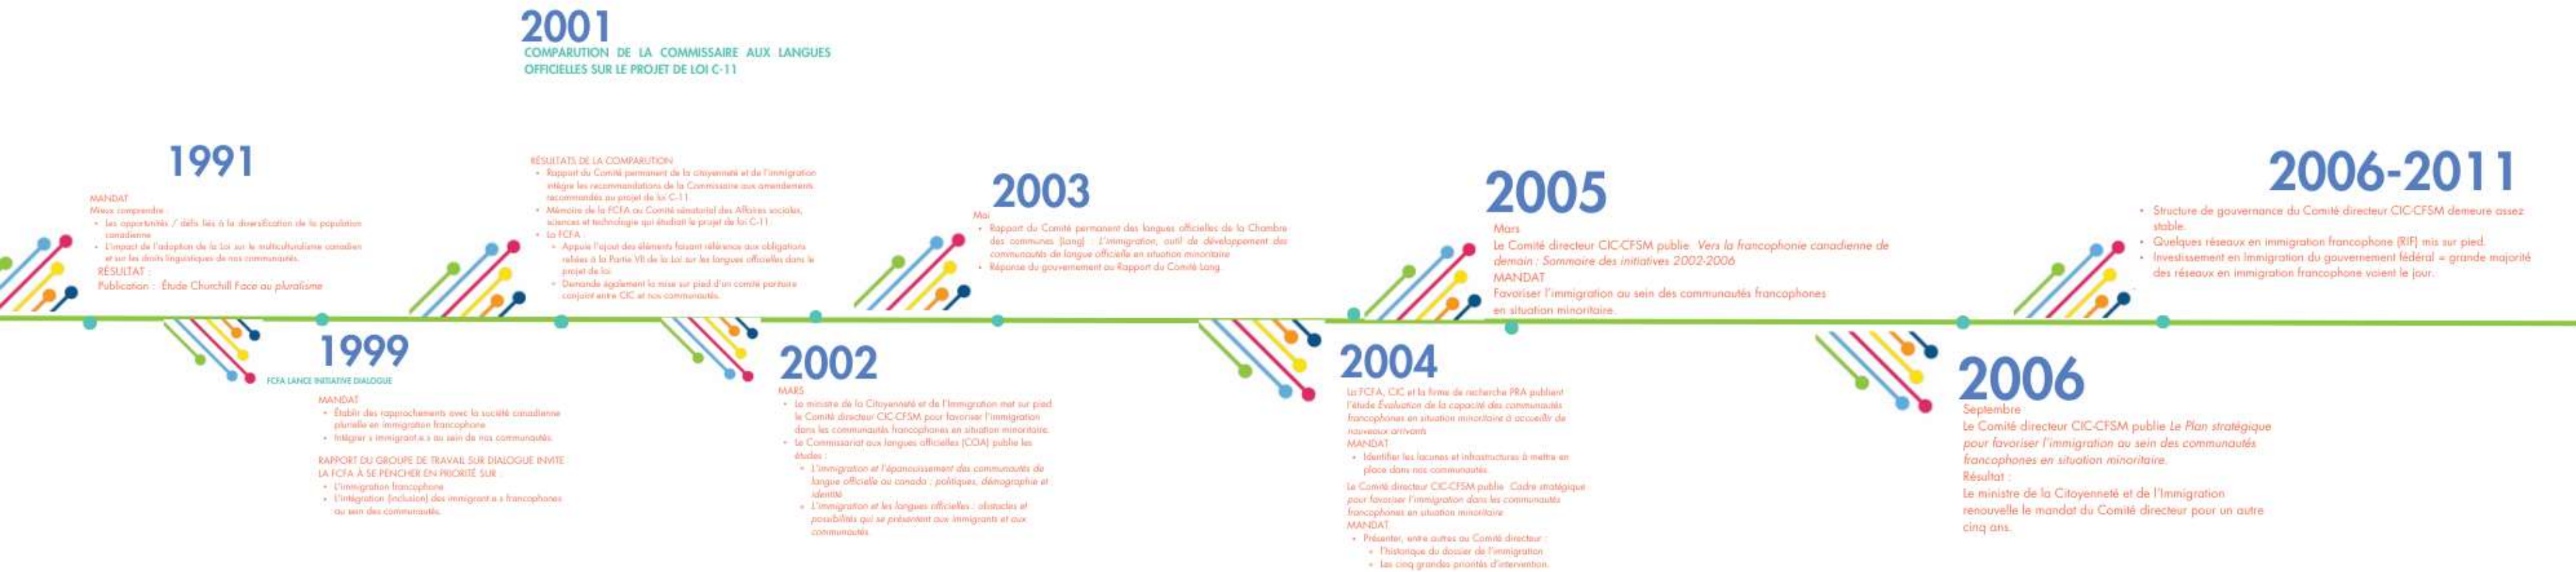 1991
MANDAT
Mieux comprendre
• Les opportunités / défis liés à la diversification de la population
canadienne
• L'impact de l'adoption de la Loi sur le multiculturalisme canadien
et sur les droits linguistiques de nos communautés.
RÉSULTAT :
Publication : Étude Churchill Face au pluralisme
1999
FCFA LANCE INITIATIVE DIALOGUE
MANDAT
• Établir des rapprochements avec la société canadienne
plurielle en immigration francophone
• Intégrer s immigrant.e.s au sein de nos communautés
RAPPORT DU GROUPE DE TRAVAIL SUR DIALOGUE INVITE
LA FCFA À SE PENCHER EN PRIORITÉ SUR :
• L'immigration francophone
• L'intégration (inclusion) des immigrant.e.s francophones
au sein des communautés.
2001
COMPARUTION DE LA COMMISSAIRE AUX LANGUES
OFFICIELLES SUR LE PROJET DE LOI C-11
RÉSULTATS DE LA COMPARUTION
• Rapport du Comité permanent de la citoyenneté et de l'immigration
intègre les recommandations de la Commissaire aux amendements
recommandés au projet de loi C-11.
• Mémoire de la FCFA au Comité sénatorial des Affaires sociales,
sciences et technologie qui étudiait le projet de loi C-11.
• La FCFA :
Appuie l'ajout des éléments faisant référence aux obligations
reliées à la Partie VII de la Loi sur les langues officielles dans le
projet de loi
Demande également la mise sur pied d'un comité paritaire
conjoint entre CIC et nos communautés.
2002
MARS
• Le ministre de la Citoyenneté et de l'Immigration met sur pied
le Comité directeur CIC-CFSM pour favoriser l'immigration
dans les communautés francophones en situation minoritaire.
• Le Commissariat aux langues officielles (COA) publie les
études :
L'immigration et l'épanouissement des communautés de
langue officielle au canada : politiques, démographie et
identité
L'immigration et les langues officielles : obstacles et
possibilités qui se présentent aux immigrants et aux
communautés
2003
Mai
• Rapport du Comité permanent des langues officielles de la Chambre
des communes (Lang) : L'immigration, outil de développement des
communautés de langue officielle en situation minoritaire
• Réponse du gouvernement au Rapport du Comité Lang
2004
La FCFA, CIC et la firme de recherche PRA publient
l'étude Évaluation de la capacité des communautés
francophones en situation minoritaire à accueillir de
nouveaux arrivants
MANDAT
• Identifier les lacunes et infrastructures à mettre en
place dans nos communautés.
Le Comité directeur CIC-CFSM publie Cadre stratégique
pour favoriser l'immigration dans les communautés
francophones en situation minoritaire
MANDAT
• Présenter, entre autres au Comité directeur :
l'historique du dossier de l'immigration
Les cinq grandes priorités d'intervention.
2005
Mars
Le Comité directeur CIC-CFSM publie Vers la francophonie canadienne de
demain : Sommaire des initiatives 2002-2006
MANDAT
Favoriser l'immigration au sein des communautés francophones
en situation minoritaire.
2006
Septembre
Le Comité directeur CIC-CFSM publie Le Plan stratégique
pour favoriser l'immigration au sein des communautés
francophones en situation minoritaire.
Résultat :
Le ministre de la Citoyenneté et de l'Immigration
renouvelle le mandat du Comité directeur pour un autre
cinq ans.
2006-2011
• Structure de gouvernance du Comité directeur CIC-CFSM demeure assez
stable.
• Quelques réseaux en immigration francophone (RIF) mis sur pied.
• Investissement en Immigration du gouvernement fédéral = grande majorité
des réseaux en immigration francophone voient le jour.